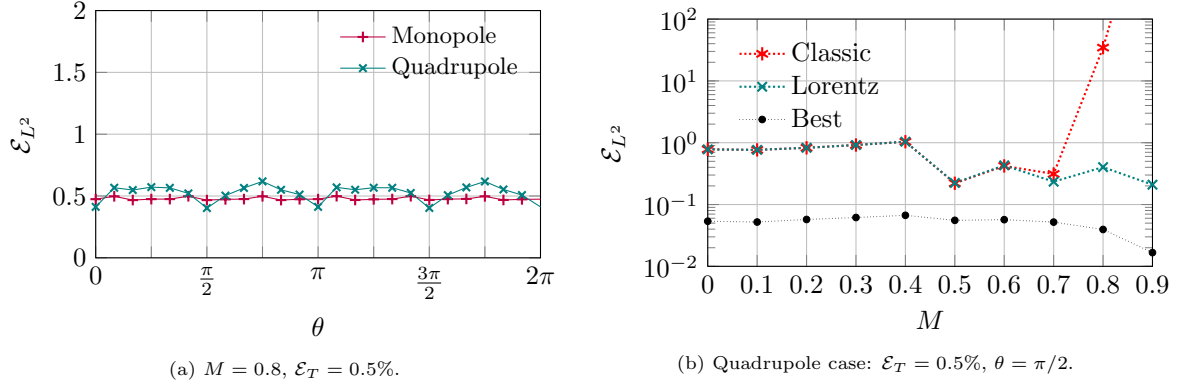 2
1.5
1
0.5
0
Monopole
Quadrupole
ℰ_{L²}
0 π/2 π 3π/2 2π
θ
(a) M = 0.8, ℰ_T = 0.5%.
10²
10¹
10⁰
10⁻¹
10⁻²
Classic
Lorentz
Best
ℰ_{L²}
0 0.1 0.2 0.3 0.4 0.5 0.6 0.7 0.8 0.9
M
(b) Quadrupole case: ℰ_T = 0.5%, θ = π/2.